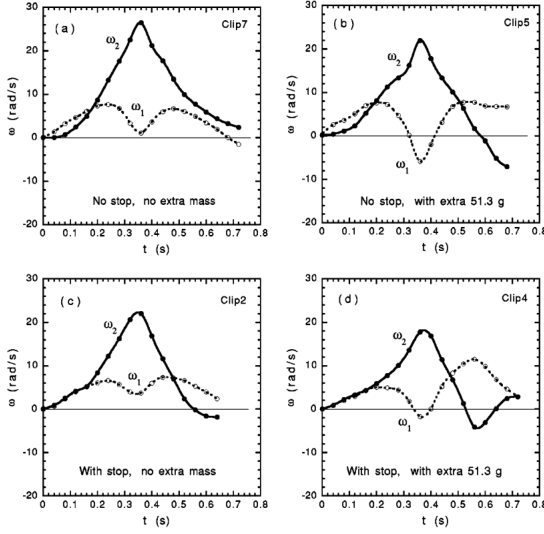 (a) Clip7
ω2
ω1
No stop, no extra mass
ω (rad/s)
30
20
10
0
-10
-20
0 0.1 0.2 0.3 0.4 0.5 0.6 0.7 0.8
t (s)
(b) Clip5
ω2
ω1
No stop, with extra 51.3 g
ω (rad/s)
30
20
10
0
-10
-20
0 0.1 0.2 0.3 0.4 0.5 0.6 0.7 0.8
t (s)
(c) Clip2
ω2
ω1
With stop, no extra mass
ω (rad/s)
30
20
10
0
-10
-20
0 0.1 0.2 0.3 0.4 0.5 0.6 0.7 0.8
t (s)
(d) Clip4
ω2
ω1
With stop, with extra 51.3 g
ω (rad/s)
30
20
10
0
-10
-20
0 0.1 0.2 0.3 0.4 0.5 0.6 0.7 0.8
t (s)